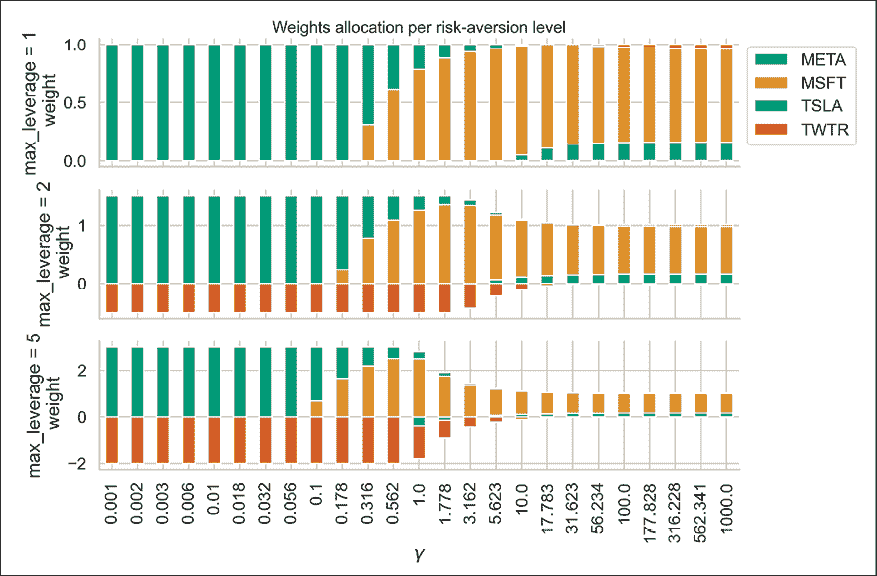 Weights allocation per risk-aversion level
max_leverage = 1
weight
1.0
0.5
0.0
META
MSFT
TSLA
TWTR
max_leverage = 2
weight
1
0
max_leverage = 5
weight
2
0
−2
0.001
0.002
0.003
0.006
0.01
0.018
0.032
0.056
0.1
0.178
0.316
0.562
1.0
1.778
3.162
5.623
10.0
17.783
31.623
56.234
100.0
177.828
316.228
562.341
1000.0
γ